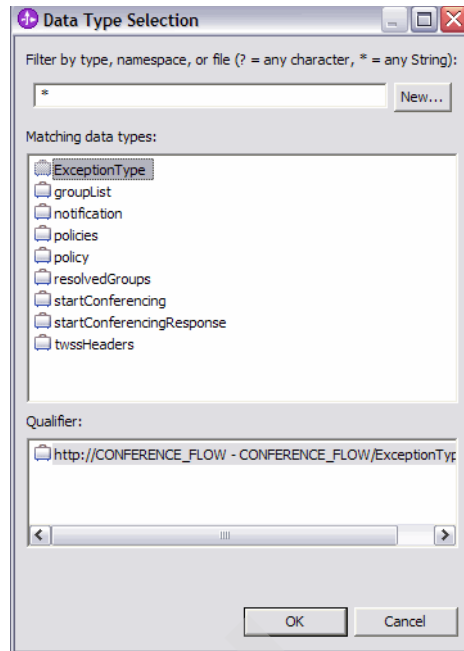 Data Type Selection
Filter by type, namespace, or file (? = any character, * = any String):
*
New...
Matching data types:
ExceptionType
groupList
notification
policies
policy
resolvedGroups
startConferencing
startConferencingResponse
twssHeaders
Qualifier:
http://CONFERENCE_FLOW - CONFERENCE_FLOW/ExceptionTyp
OK
Cancel